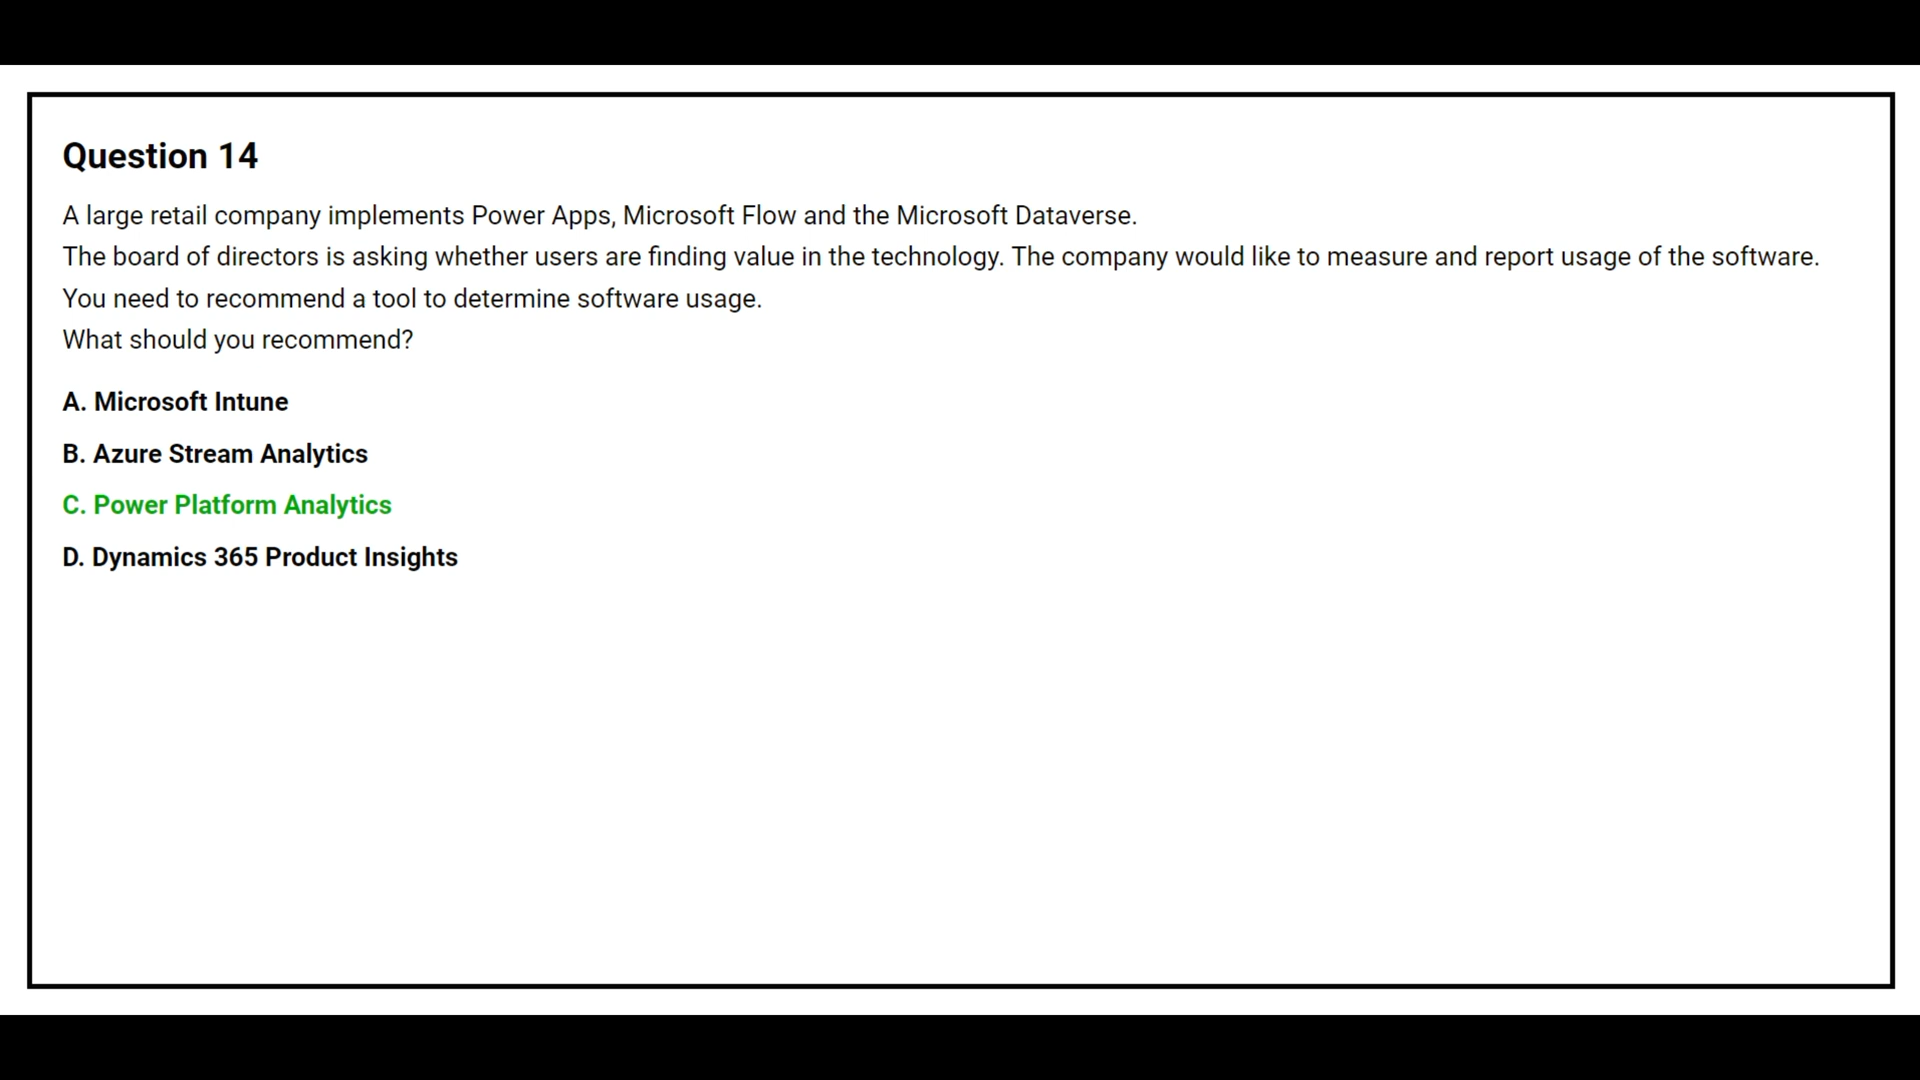 Question 14
A large retail company implements Power Apps, Microsoft Flow and the Microsoft Dataverse.
The board of directors is asking whether users are finding value in the technology. The company would like to measure and report usage of the software.
You need to recommend a tool to determine software usage.
What should you recommend?
A. Microsoft Intune
B. Azure Stream Analytics
C. Power Platform Analytics
D. Dynamics 365 Product Insights